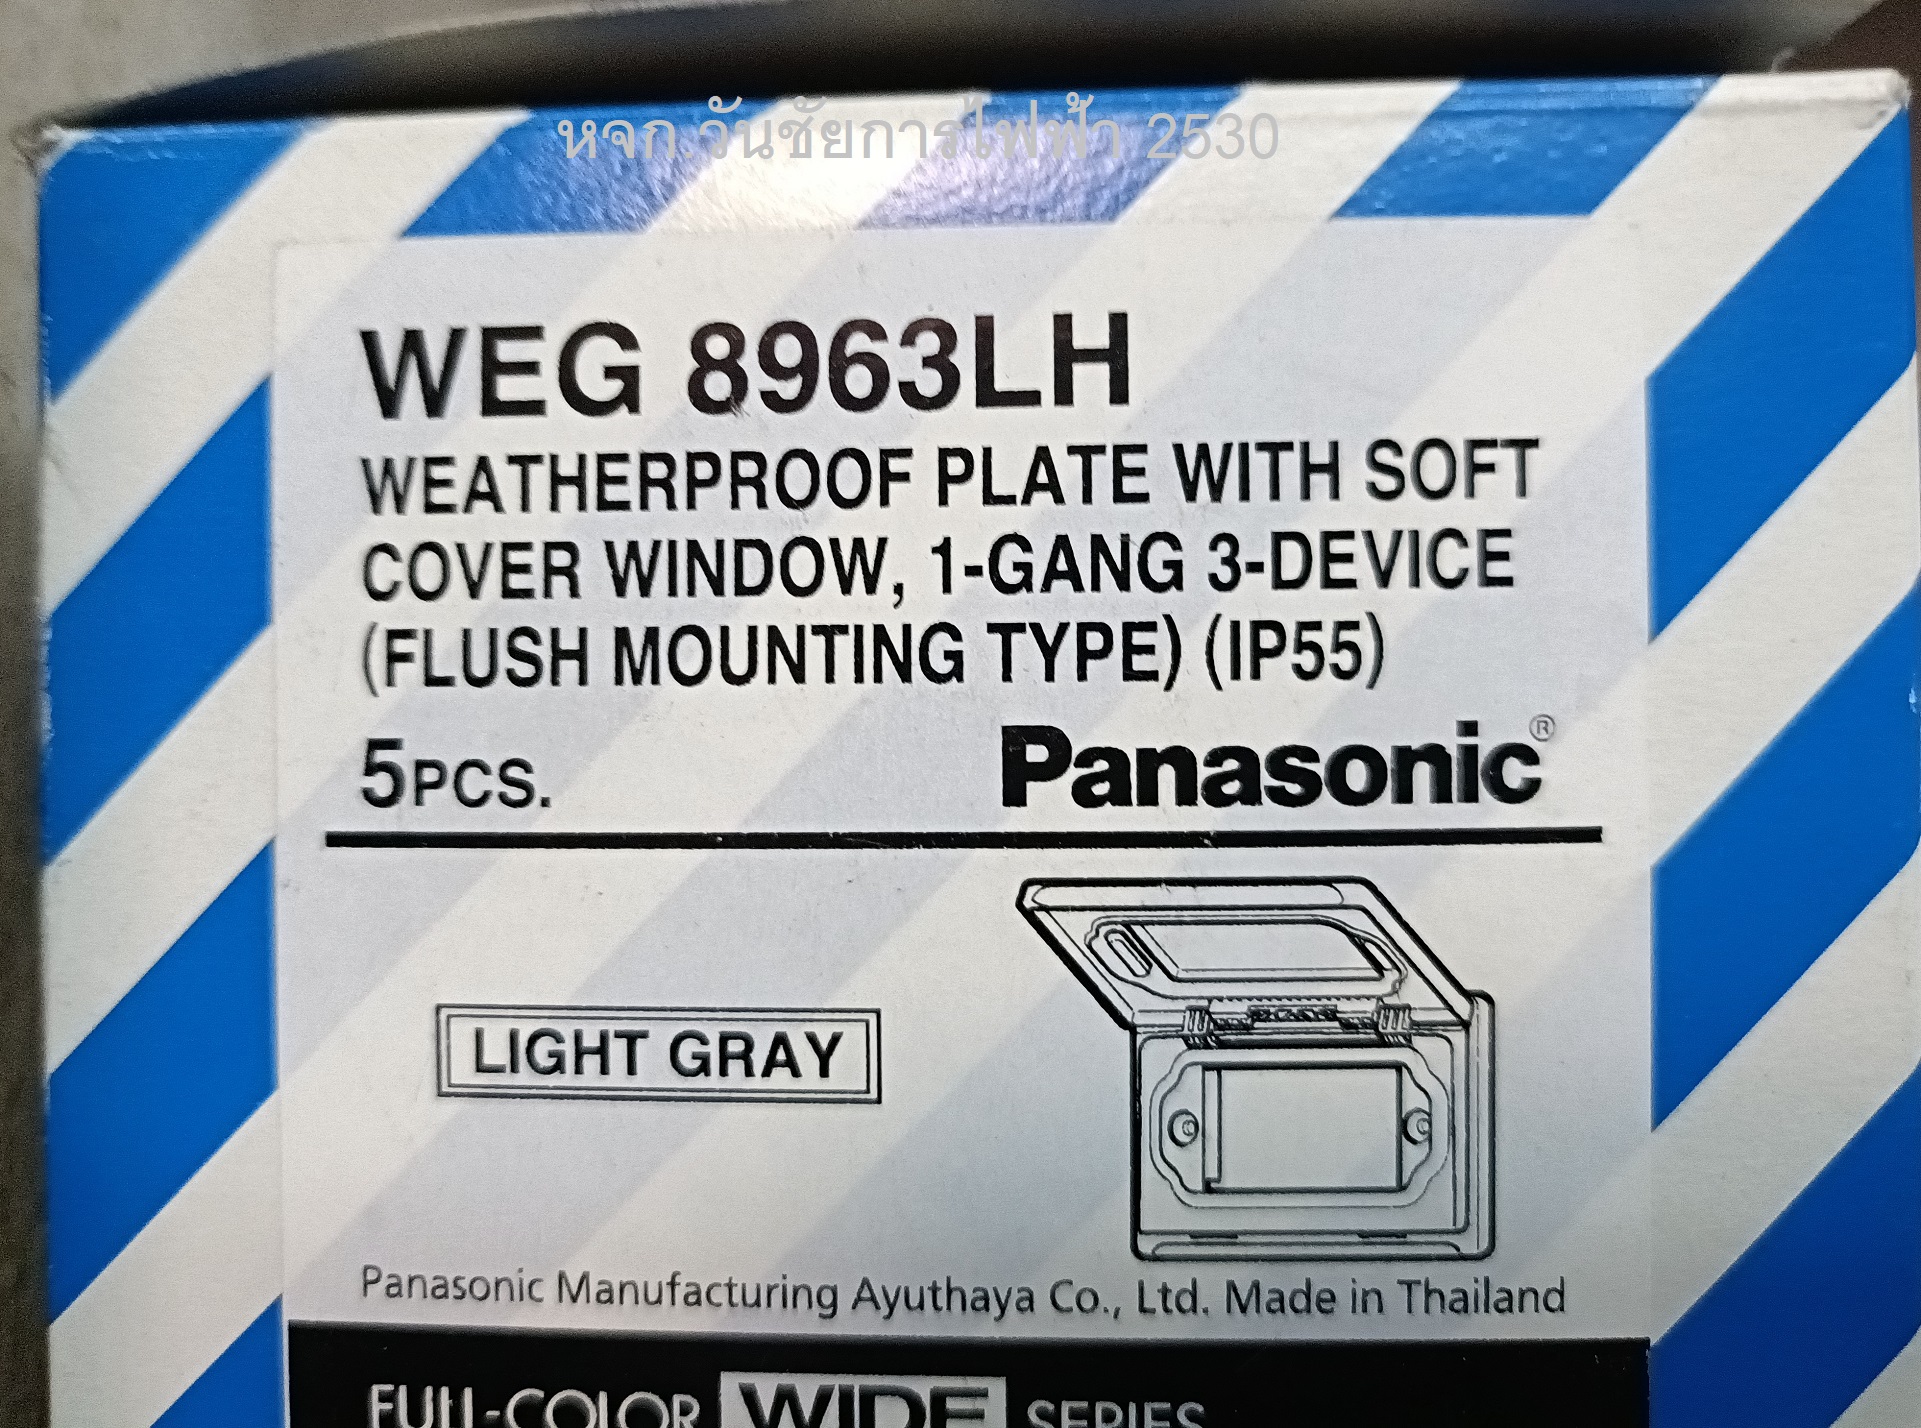 หจก.วันชัยการไฟฟ้า 2530
WEG 8963LH
WEATHERPROOF PLATE WITH SOFT
COVER WINDOW, 1-GANG 3-DEVICE
(FLUSH MOUNTING TYPE) (IP55)
5PCS.
Panasonic®
LIGHT GRAY
Panasonic Manufacturing Ayuthaya Co., Ltd. Made in Thailand
FULL-COLOR WIDE SERIES